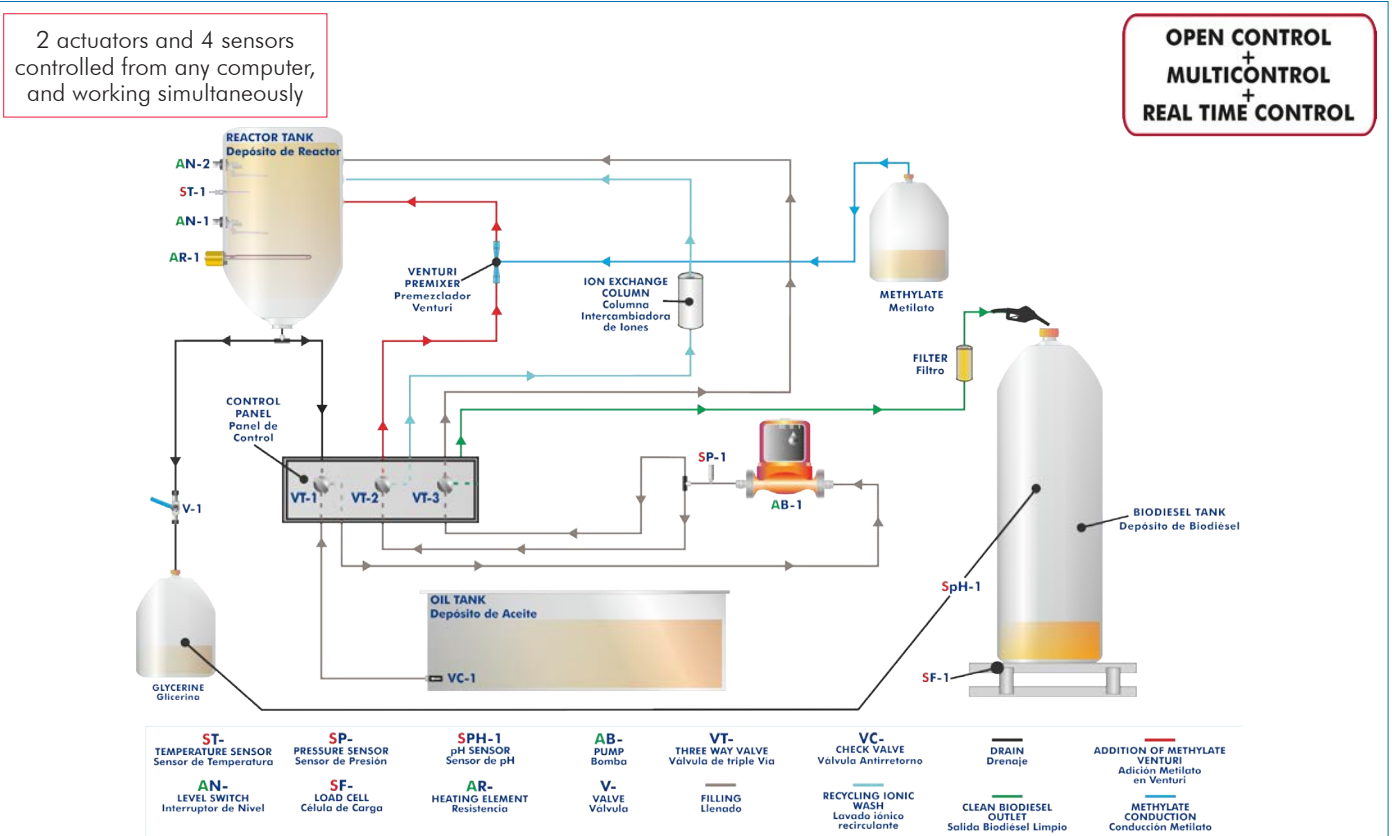 2 actuators and 4 sensors
controlled from any computer,
and working simultaneously
OPEN CONTROL
+
MULTICONTROL
+
REAL TIME CONTROL
REACTOR TANK
Depósito de Reactor
AN-2
ST-1
AN-1
AR-1
VENTURI
PREMIXER
Premezclador
Venturi
ION EXCHANGE
COLUMN
Columna
Intercambiadora
de Iones
METHYLATE
Metilato
FILTER
Filtro
CONTROL
PANEL
Panel de
Control
VT-1
VT-2
VT-3
SP-1
AB-1
V-1
BIODIESEL TANK
Depósito de Biodiésel
SpH-1
OIL TANK
Depósito de Aceite
VC-1
SF-1
GLYCERINE
Glicerina
ST-
TEMPERATURE SENSOR
Sensor de Temperatura
SP-
PRESSURE SENSOR
Sensor de Presión
SPH-1
pH SENSOR
Sensor de pH
AB-
PUMP
Bomba
VT-
THREE WAY VALVE
Válvula de triple Via
VC-
CHECK VALVE
Válvula Antirretorno
DRAIN
Drenaje
ADDITION OF METHYLATE
VENTURI
Adición Metilato
en Venturi
AN-
LEVEL SWITCH
Interruptor de Nivel
SF-
LOAD CELL
Célula de Carga
AR-
HEATING ELEMENT
Resistencia
V-
VALVE
Válvula
FILLING
Llenado
RECYCLING IONIC
WASH
Lavado iónico
recirculante
CLEAN BIODIESEL
OUTLET
Salida Biodiésel Limpio
METHYLATE
CONDUCTION
Conducción Metilato